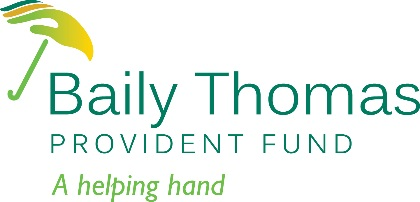 Baily Thomas
PROVIDENT FUND
A helping hand